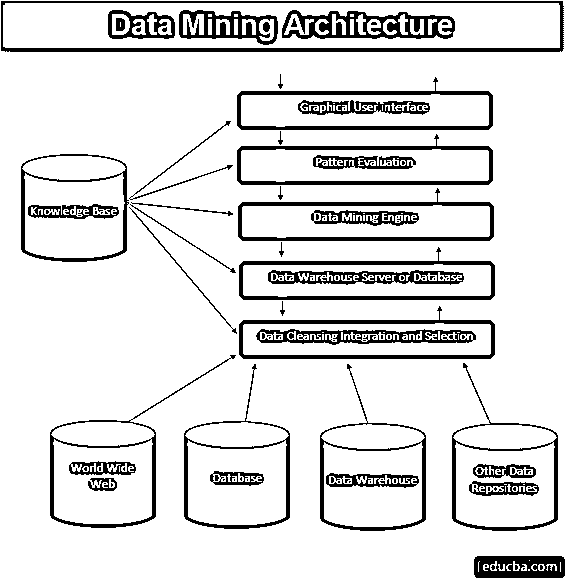 Data Mining Architecture
Graphical User Interface
Pattern Evaluation
Knowledge Base
Data Mining Engine
Data Warehouse Server or Database
Data Cleansing Integration and Selection
World Wide
Web
Database
Data Warehouse
Other Data
Repositories
(educba.com)